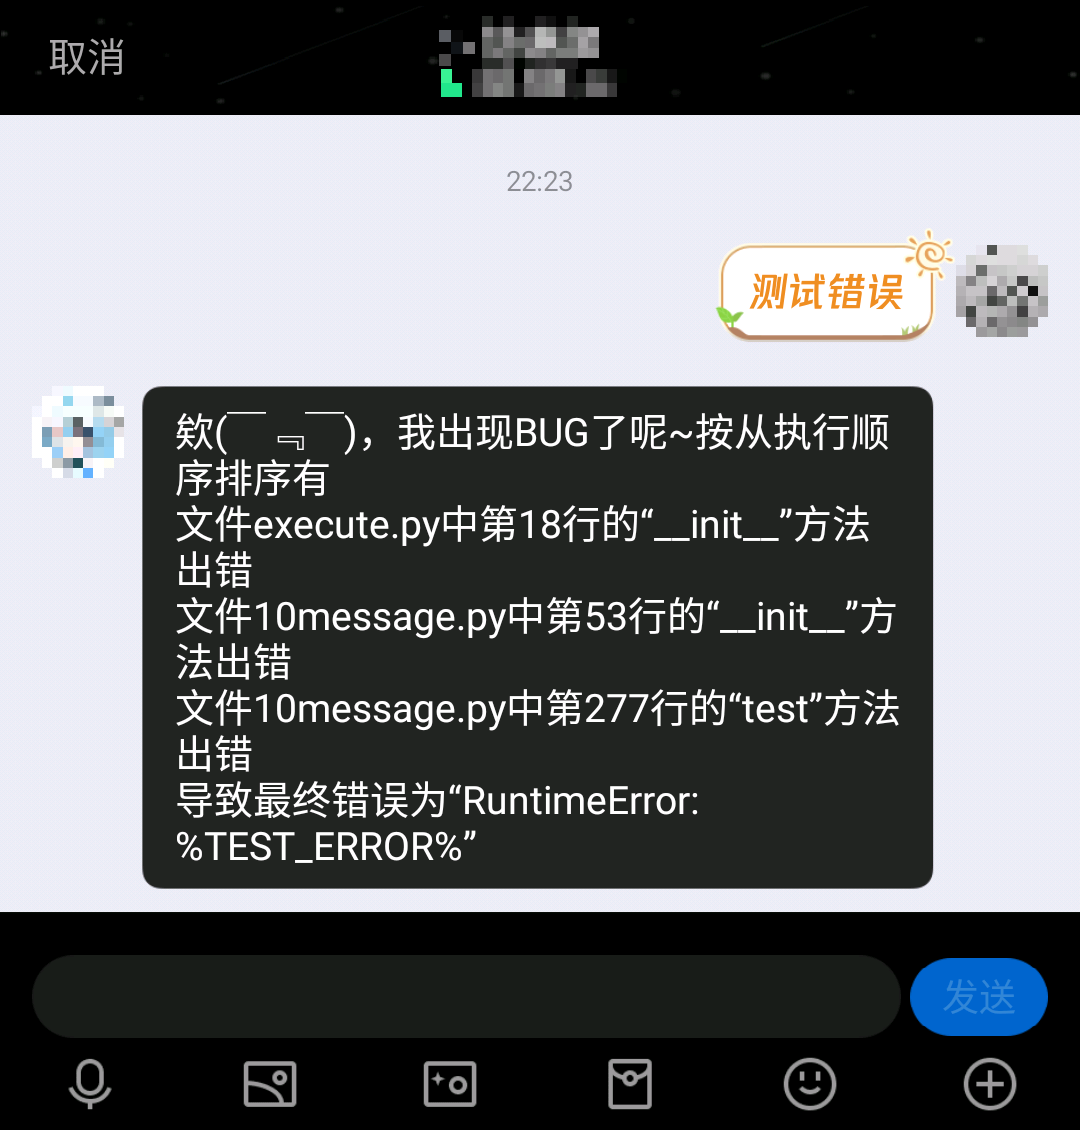 取消
22:23
测试错误
欸(￣﹃￣)，我出现BUG了呢~按从执行顺
序排序有
文件execute.py中第18行的“__init__”方法
出错
文件10message.py中第53行的“__init__”方
法出错
文件10message.py中第277行的“test”方法
出错
导致最终错误为“RuntimeError:
%TEST_ERROR%”
发送